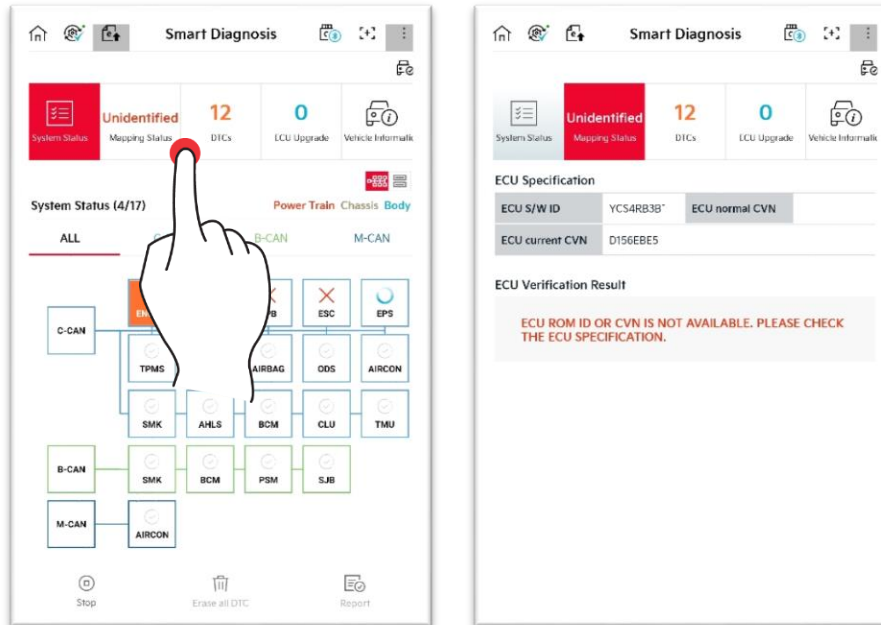 Smart Diagnosis
Unidentified
12
0
System Status
Mapping Status
DTCs
ECU Upgrade
Vehicle Informatik
System Status (4/17)
Power Train Chassis Body
ALL
B-CAN
M-CAN
C-CAN
ESC
EPS
TPMS
AIRBAG
ODS
AIRCON
SMK
AHLS
BCM
CLU
TMU
B-CAN
SMK
BCM
PSM
SJB
M-CAN
AIRCON
Stop
Erase all DTC
Report
Smart Diagnosis
Unidentified
12
0
System Status
Mapping Status
DTCs
ECU Upgrade
Vehicle Informatik
ECU Specification
ECU S/W ID
ECU normal CVN
ECU current CVN
D156EBE5
ECU Verification Result
ECU ROM ID OR CVN IS NOT AVAILABLE. PLEASE CHECK
THE ECU SPECIFICATION.